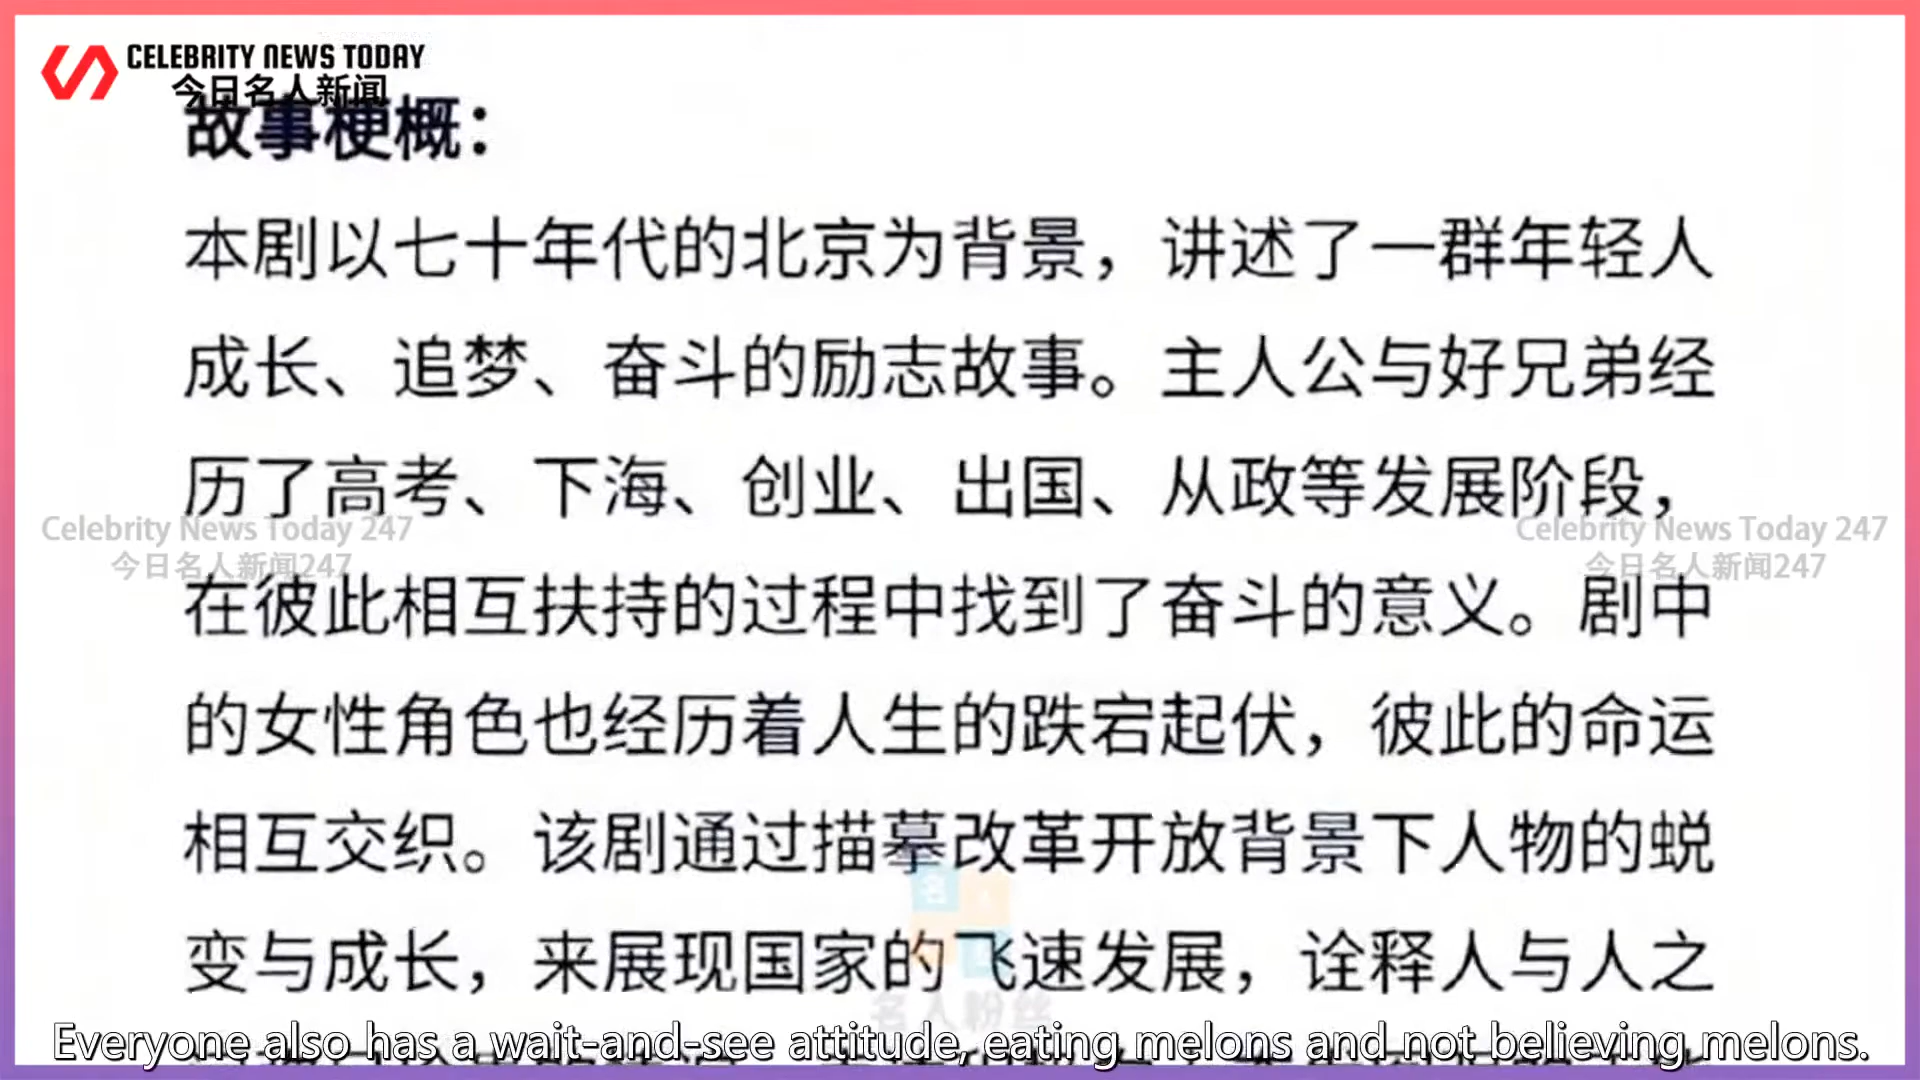 CELEBRITY NEWS TODAY
今日名人新闻
故事梗概：
本剧以七十年代的北京为背景，讲述了一群年轻人
成长、追梦、奋斗的励志故事。主人公与好兄弟经
历了高考、下海、创业、出国、从政等发展阶段，
Celebrity News Today 247
今日名人新闻247
Celebrity News Today 247
今日名人新闻247
在彼此相互扶持的过程中找到了奋斗的意义。剧中
的女性角色也经历着人生的跌宕起伏，彼此的命运
相互交织。该剧通过描摹改革开放背景下人物的蜕
变与成长，来展现国家的飞速发展，诠释人与人之
名人粉丝
Everyone also has a wait-and-see attitude, eating melons and not believing melons.